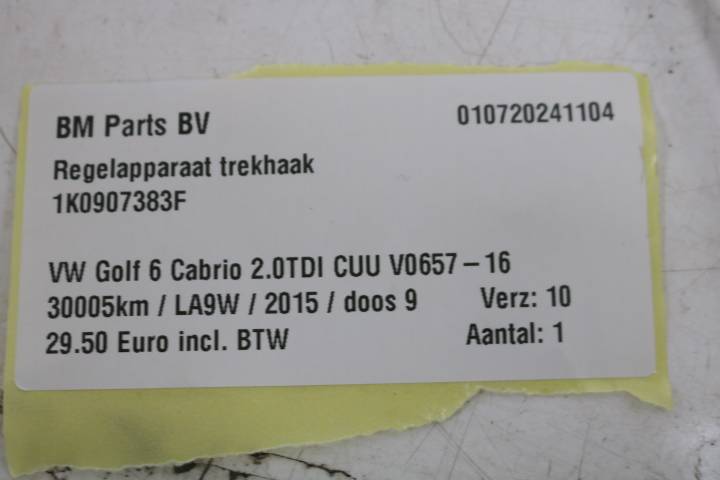 BM Parts BV 010720241104
Regelapparaat trekhaak
1K0907383F
VW Golf 6 Cabrio 2.0TDI CUU V0657-16
30005km / LA9W / 2015 / doos 9 Verz: 10
29.50 Euro incl. BTW Aantal: 1